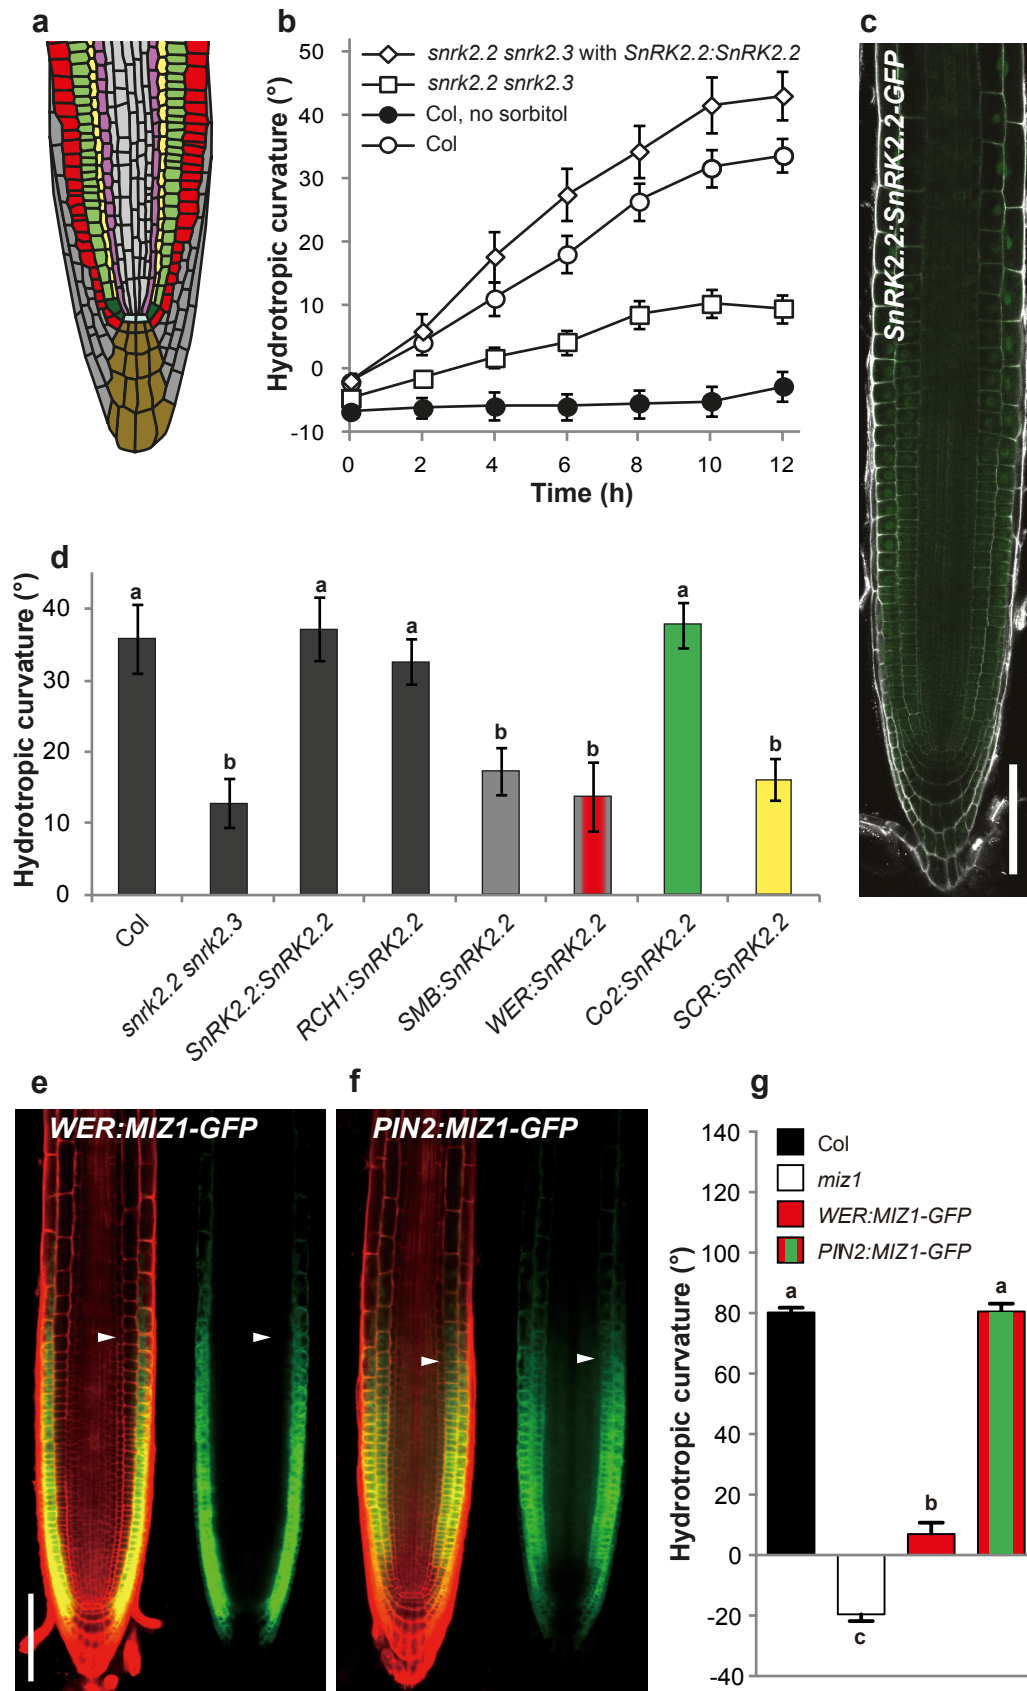 a
b
50
40
30
20
10
0
-10
Hydrotropic curvature (°)
snrk2.2 snrk2.3 with SnRK2.2:SnRK2.2
snrk2.2 snrk2.3
Col, no sorbitol
Col
0 2 4 6 8 10 12
Time (h)
c
SnRK2.2:SnRK2.2-GFP
d
Hydrotropic curvature (°)
40
30
20
10
0
a
b
a
a
b
b
a
b
Col
snrk2.2 snrk2.3
SnRK2.2:SnRK2.2
RCH1:SnRK2.2
SMB:SnRK2.2
WER:SnRK2.2
Co2:SnRK2.2
SCR:SnRK2.2
e
WER:MIZ1-GFP
f
PIN2:MIZ1-GFP
g
Hydrotropic curvature (°)
140
120
100
80
60
40
20
0
-20
-40
Col
miz1
WER:MIZ1-GFP
PIN2:MIZ1-GFP
a
c
b
a